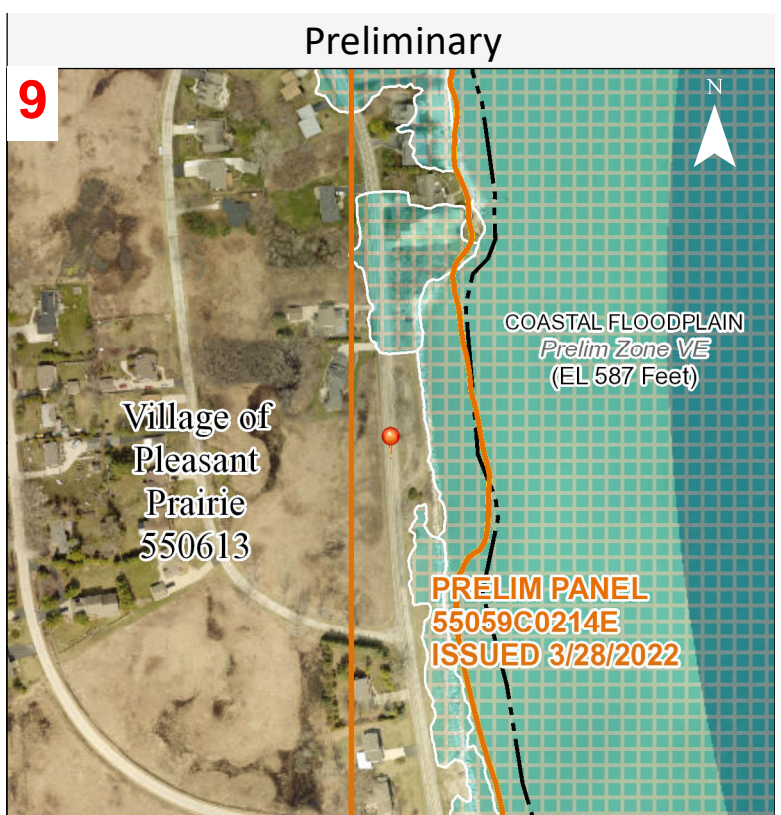 Preliminary
9
N
COASTAL FLOODPLAIN
Prelim Zone VE
(EL 587 Feet)
Village of
Pleasant
Prairie
550613
PRELIM PANEL
55059C0214E
ISSUED 3/28/2022